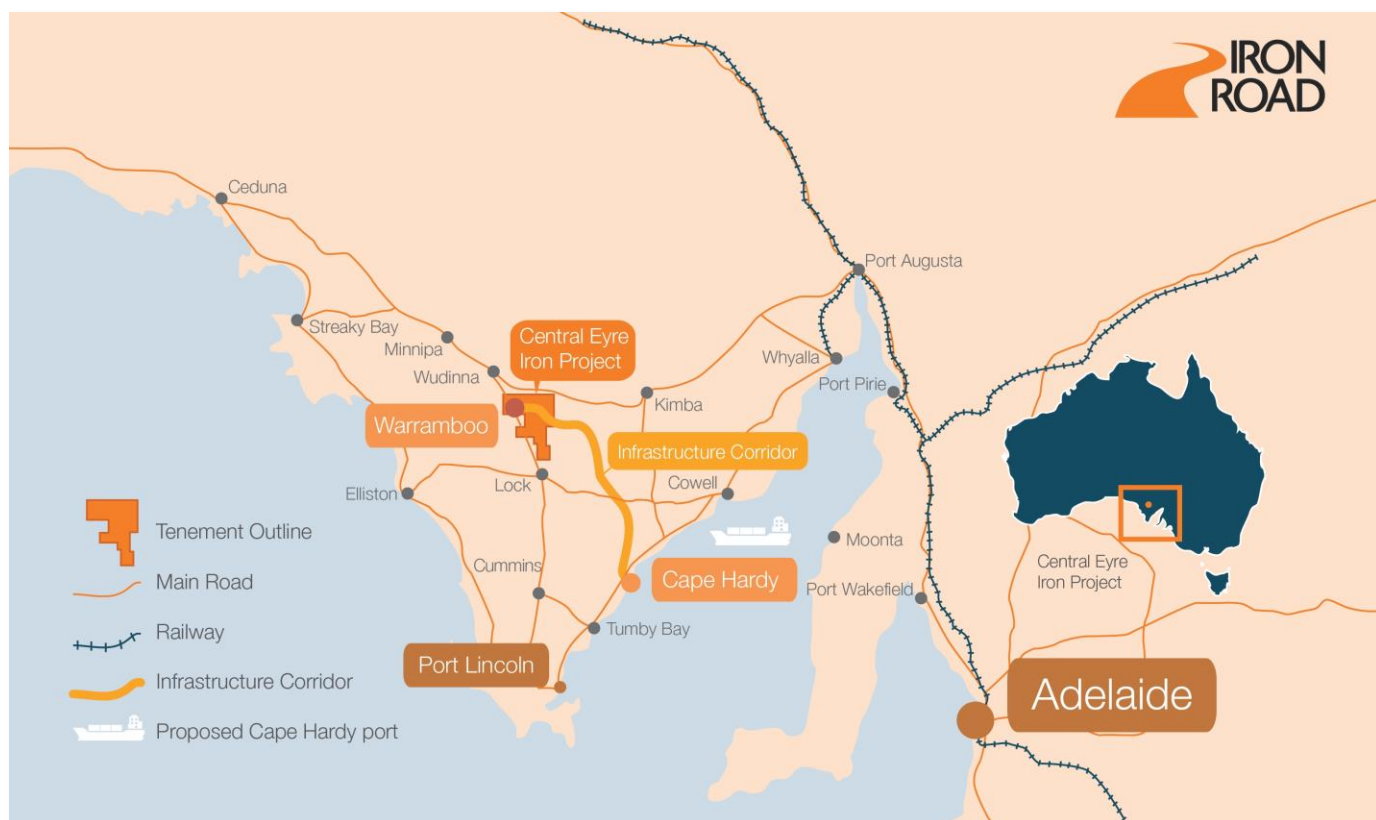 IRON
ROAD
Ceduna
Port Augusta
Streaky Bay
Minnipa
Central Eyre
Iron Project
Whyalla
Wudinna
Port Pirie
Kimba
Warramboo
Infrastructure Corridor
Lock
Cowell
Elliston
Tenement Outline
Moonta
Central Eyre
Iron Project
Main Road
Cummins
Cape Hardy
Port Wakefield
Railway
Tumby Bay
Port Lincoln
Infrastructure Corridor
Adelaide
Proposed Cape Hardy port